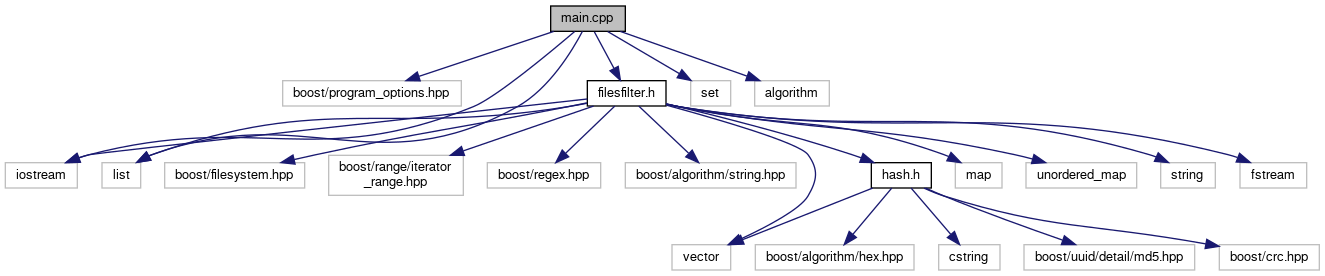 main.cpp
boost/program_options.hpp
filesfilter.h
set
algorithm
iostream
list
boost/filesystem.hpp
boost/range/iterator
_range.hpp
boost/regex.hpp
boost/algorithm/string.hpp
hash.h
map
unordered_map
string
fstream
vector
boost/algorithm/hex.hpp
cstring
boost/uuid/detail/md5.hpp
boost/crc.hpp